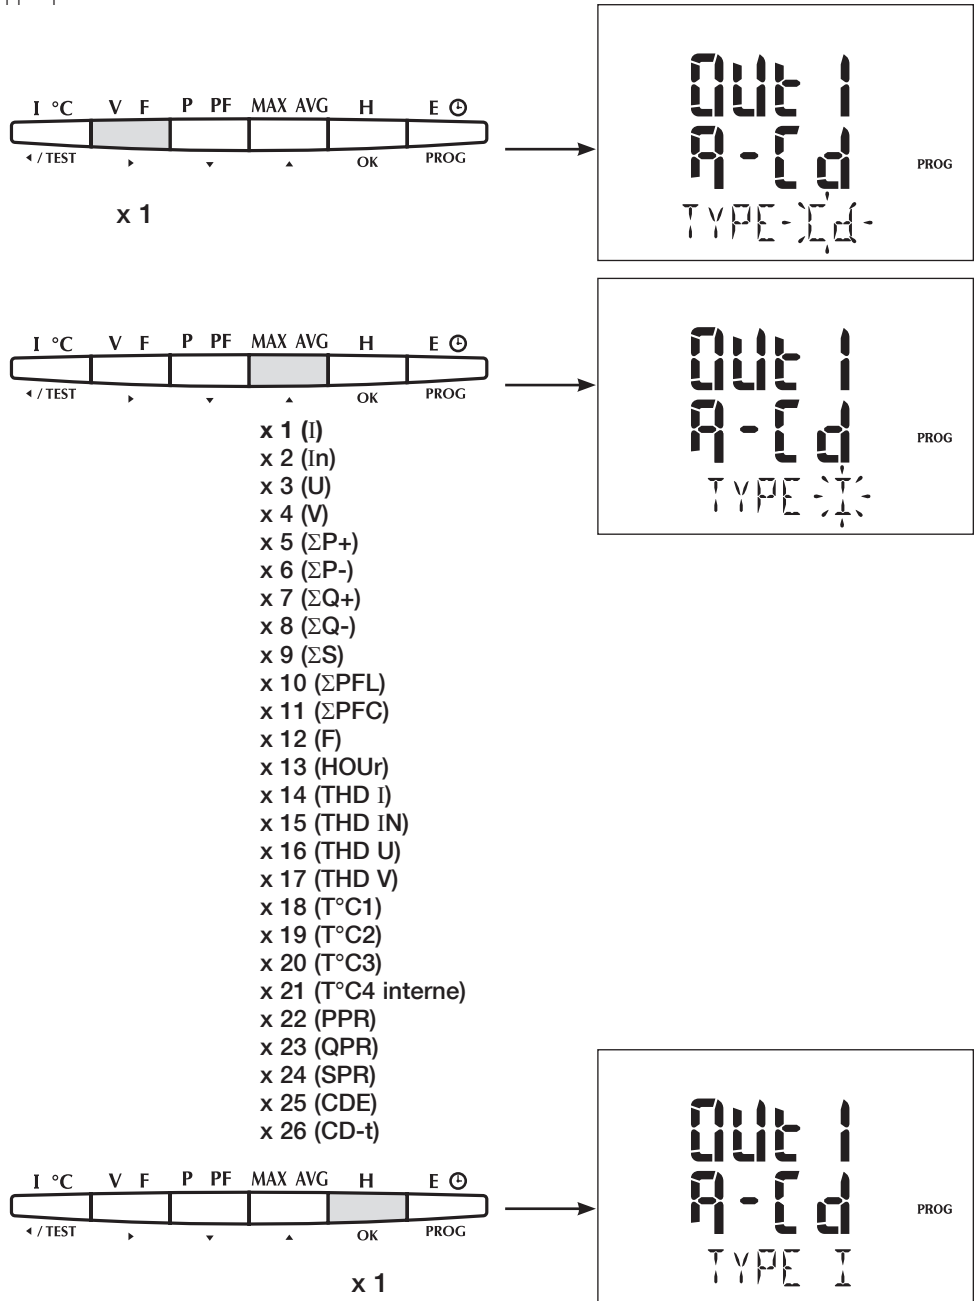 I °C V F P PF MAX AVG H E
/ TEST OK PROG
x 1
OUt 1
A-Cd
PROG
TYPE Cd
I °C V F P PF MAX AVG H E
/ TEST OK PROG
x 1 (I)
x 2 (In)
x 3 (U)
x 4 (V)
x 5 (ΣP+)
x 6 (ΣP-)
x 7 (ΣQ+)
x 8 (ΣQ-)
x 9 (ΣS)
x 10 (ΣPFL)
x 11 (ΣPFC)
x 12 (F)
x 13 (HOUr)
x 14 (THD I)
x 15 (THD IN)
x 16 (THD U)
x 17 (THD V)
x 18 (T°C1)
x 19 (T°C2)
x 20 (T°C3)
x 21 (T°C4 interne)
x 22 (PPR)
x 23 (QPR)
x 24 (SPR)
x 25 (CDE)
x 26 (CD-t)
OUt 1
A-Cd
PROG
TYPE I
I °C V F P PF MAX AVG H E
/ TEST OK PROG
x 1
OUt 1
A-Cd
PROG
TYPE I